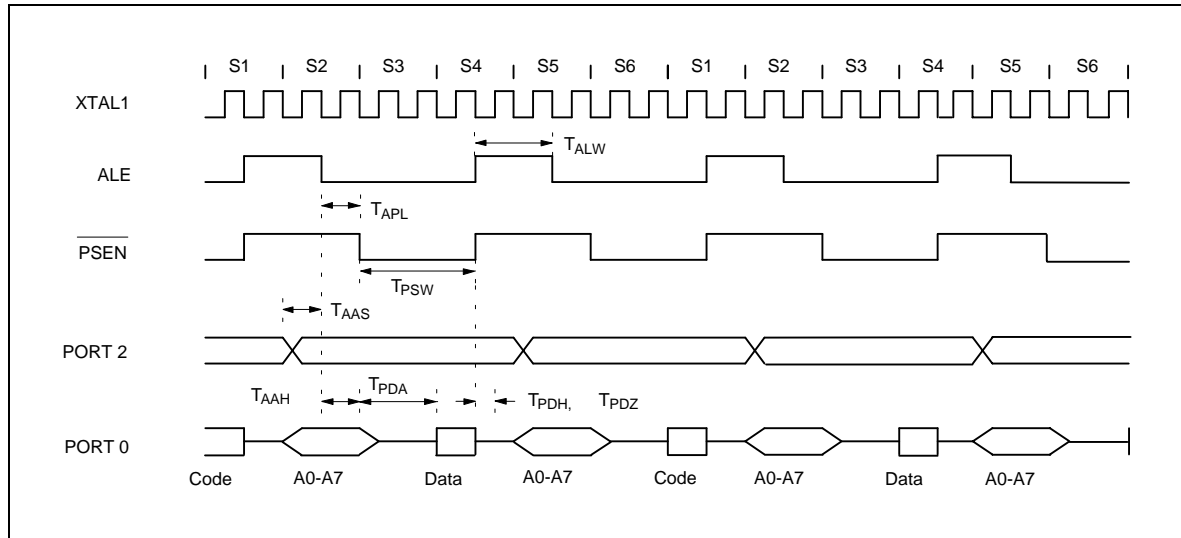 S1 S2 S3 S4 S5 S6 S1 S2 S3 S4 S5 S6
XTAL1
TALW
ALE
TAPL
PSEN
TPSW
TAAS
PORT 2
TAAH TPDA TPDH, TPDZ
PORT 0
Code A0-A7 Data A0-A7 Code A0-A7 Data A0-A7